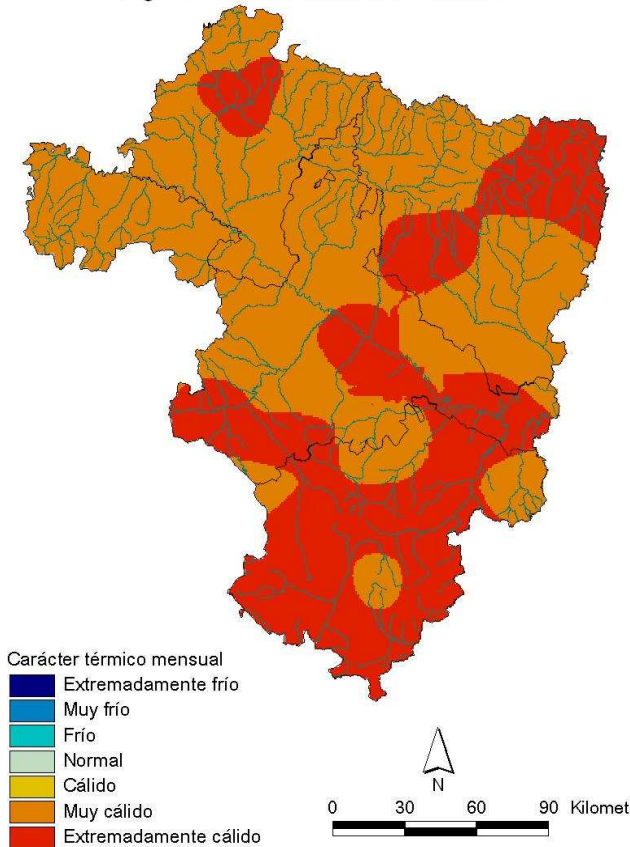 Carácter térmico mensual
Extremadamente frío
Muy frío
Frío
Normal
Cálido
Muy cálido
Extremadamente cálido
N
0 30 60 90 Kilomet